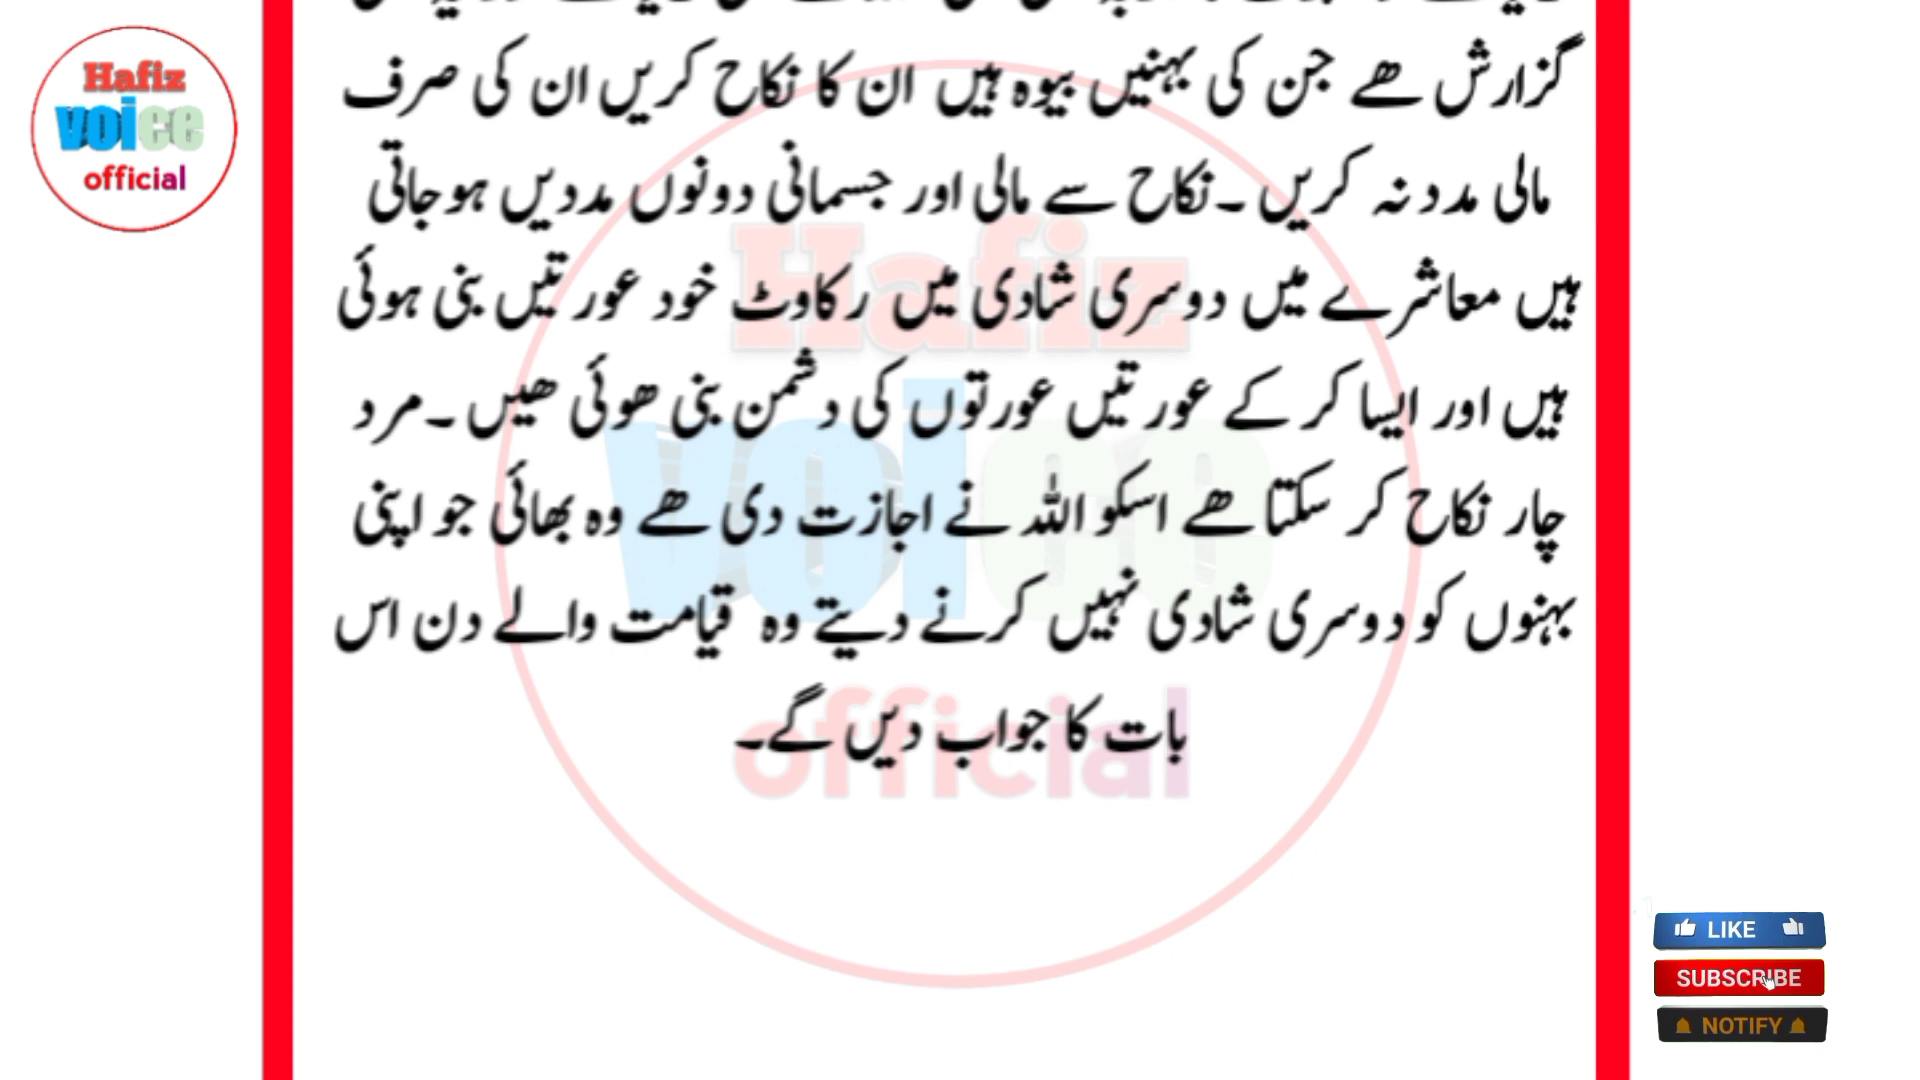 Hafiz
voice
official
گزارش ھے جن کی بہنیں بیوہ ہیں ان کا نکاح کریں ان کی صرف
مالی مدد نہ کریں ۔نکاح سے مالی اور جسمانی دونوں مددیں ہوجاتی
ہیں معاشرے میں دوسری شادی میں رکاوٹ خود عورتیں بنی ہوئی
ہیں اور ایسا کر کے عورتیں عورتوں کی دشمن بنی ھوئی ھیں ۔مرد
چار نکاح کر سکتا ھے اسکو اللہ نے اجازت دی ھے وہ بھائی جو اپنی
بہنوں کو دوسری شادی نہیں کرنے دیتے وہ قیامت والے دن اس
بات کا جواب دیں گے۔
Hafiz
voice
official
LIKE
SUBSCRIBE
NOTIFY